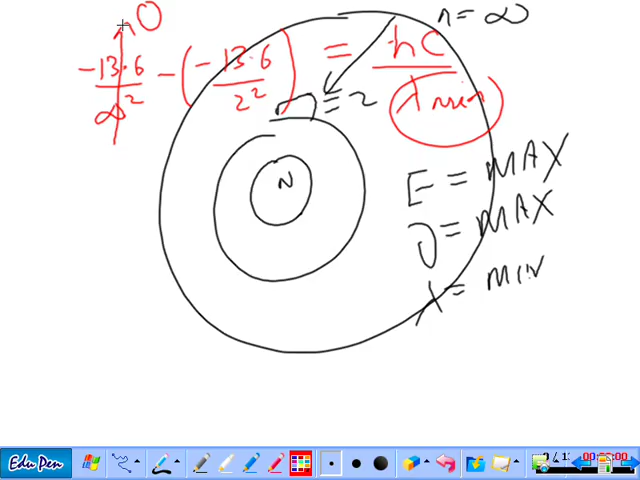 n = ∞
0
-13.6/∞² - (-13.6/2²) = hc/λmin
n = 2
N
E = MAX
υ = MAX
λ = min
Edu Pen